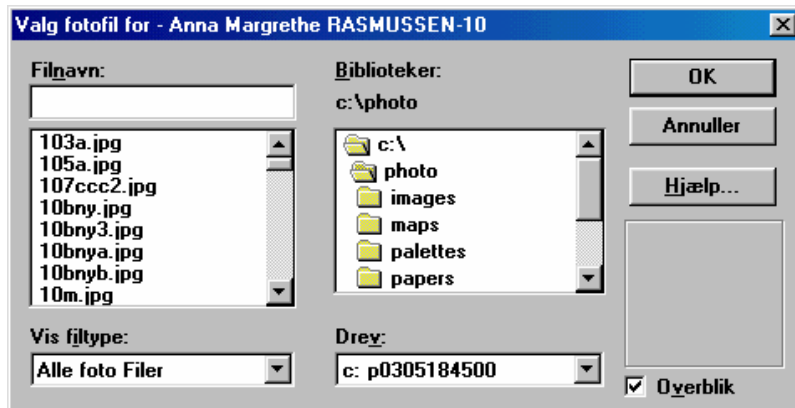 Valg fotofil for - Anna Margrethe RASMUSSEN-10
Filnavn:
103a.jpg
105a.jpg
107ccc2.jpg
10bny.jpg
10bny3.jpg
10bnya.jpg
10bnyb.jpg
10m.jpg
Vis filtype:
Alle foto Filer
Biblioteker:
c:\photo
c:\
photo
images
maps
palettes
papers
Drev:
c: p0305184500
OK
Annuller
Hjælp...
Overblik